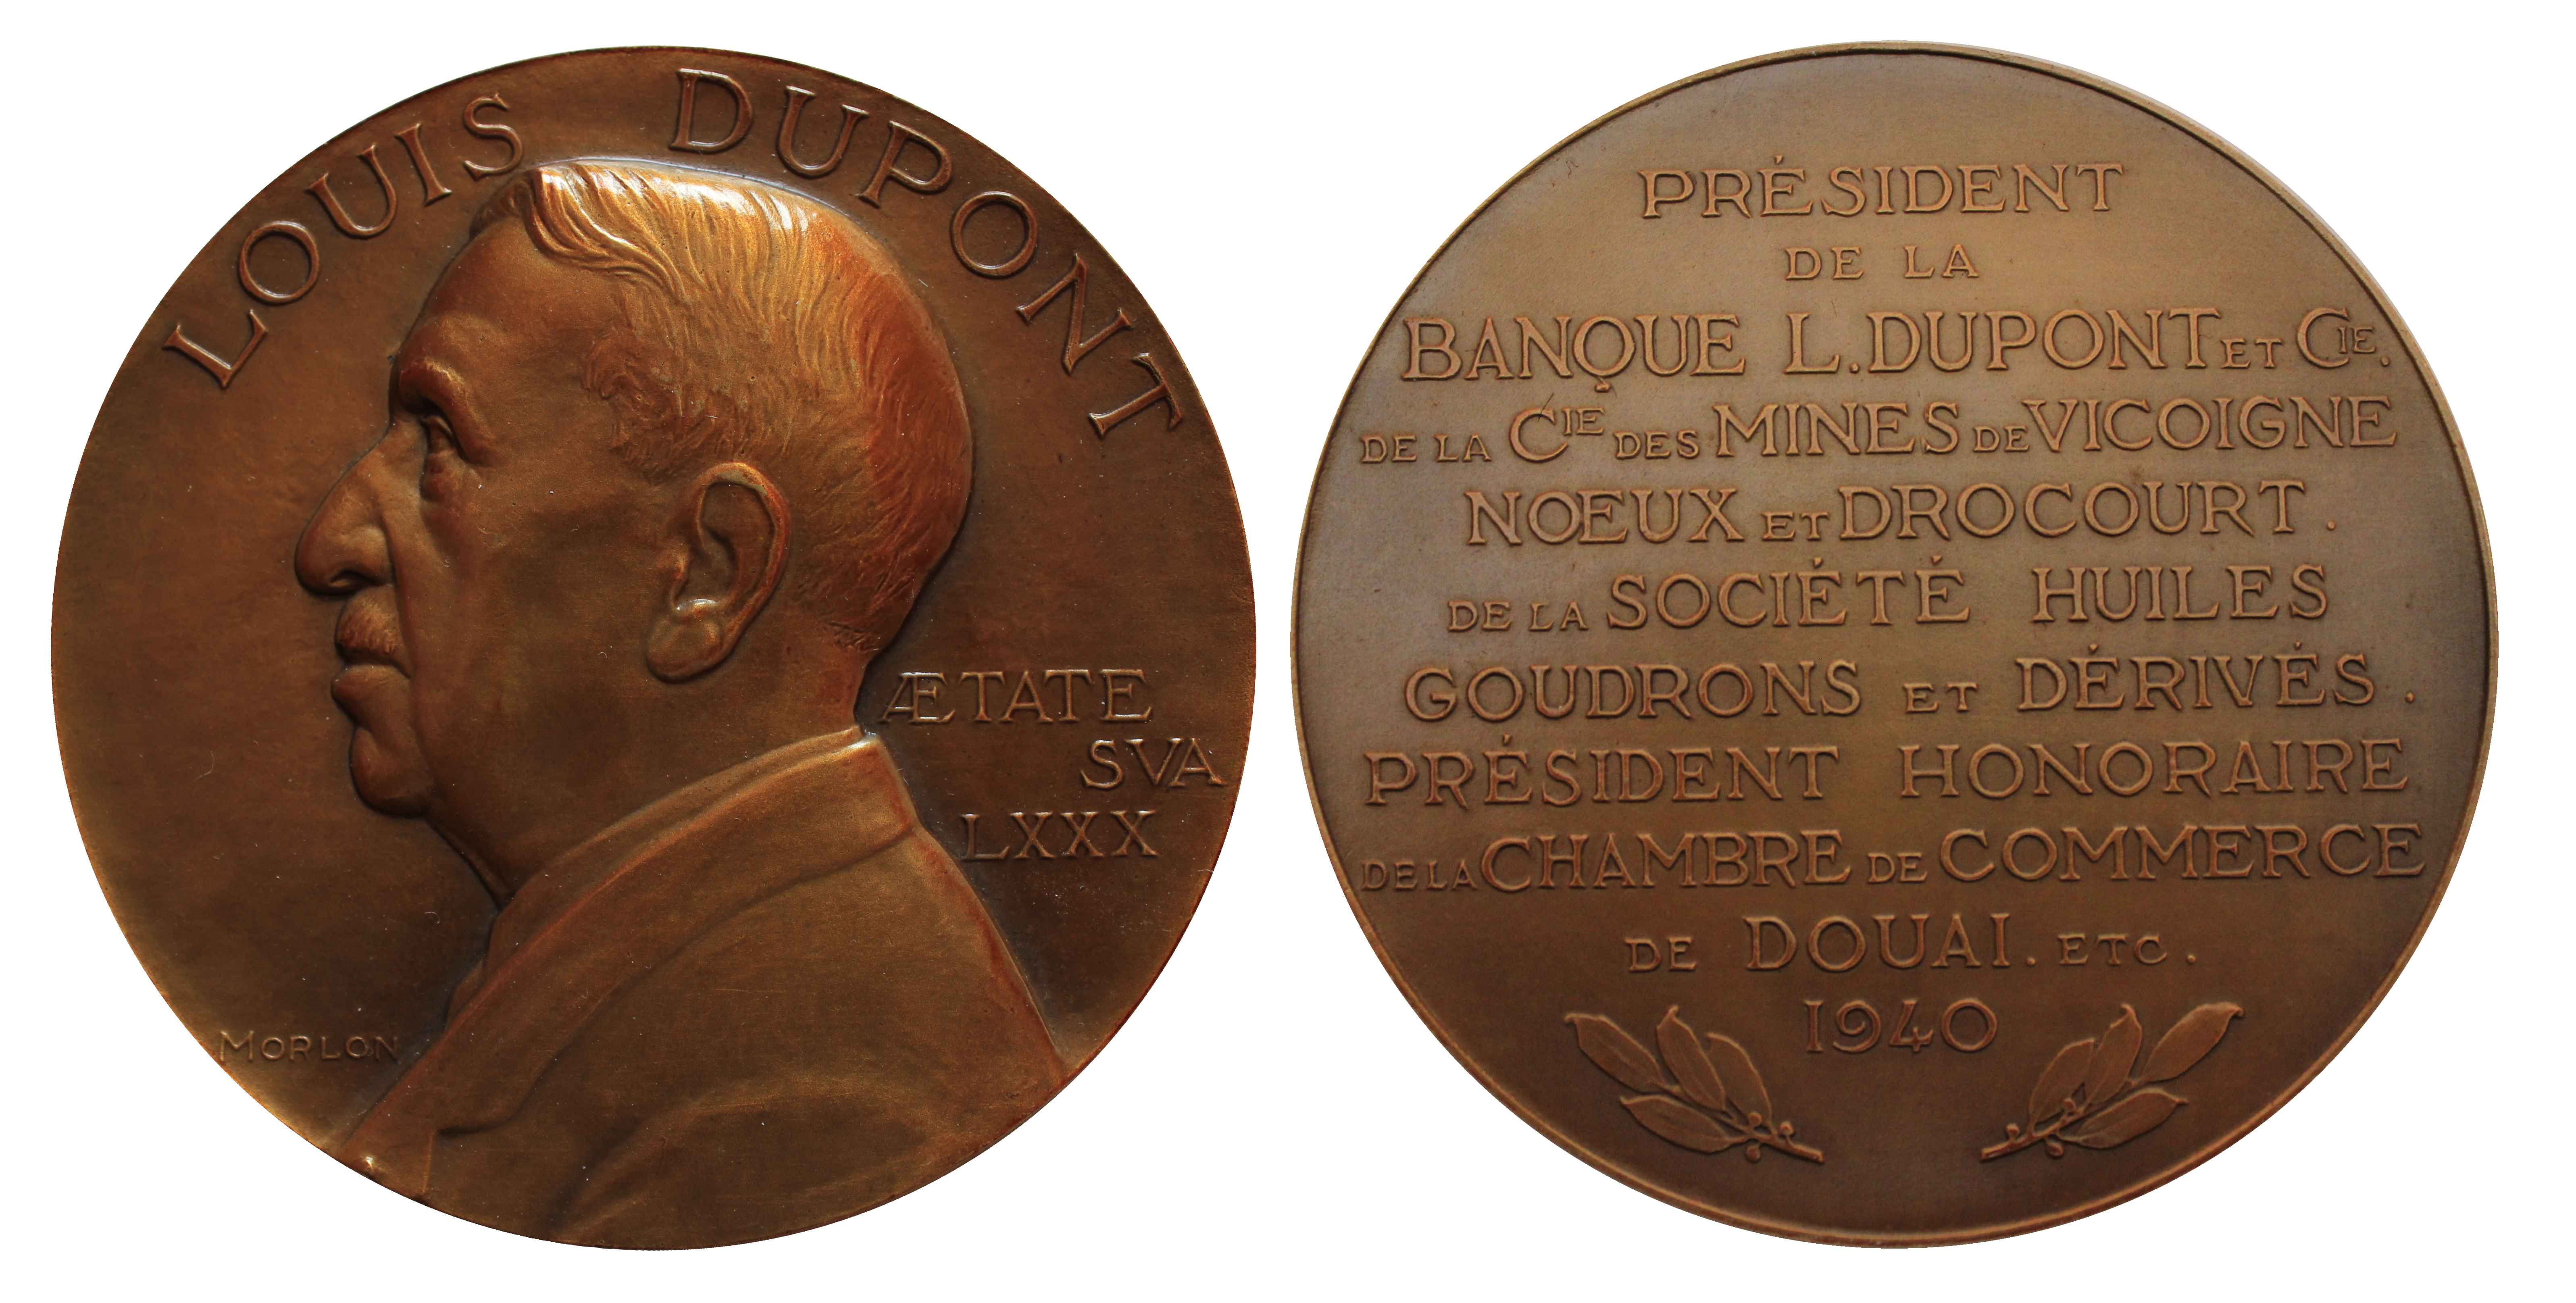 LOUIS DUPONT
ÆTATE
SVA
LXXX
MORLON
PRÉSIDENT
DE LA
BANQUE L. DUPONT ET CIE.
DE LA CIE DES MINES DE VICOIGNE
NŒUX ET DROCOURT.
DE LA SOCIÉTÉ HUILES
GOUDRONS ET DÉRIVÉS.
PRÉSIDENT HONORAIRE
DE LA CHAMBRE DE COMMERCE
DE DOUAI. ETC.
1940